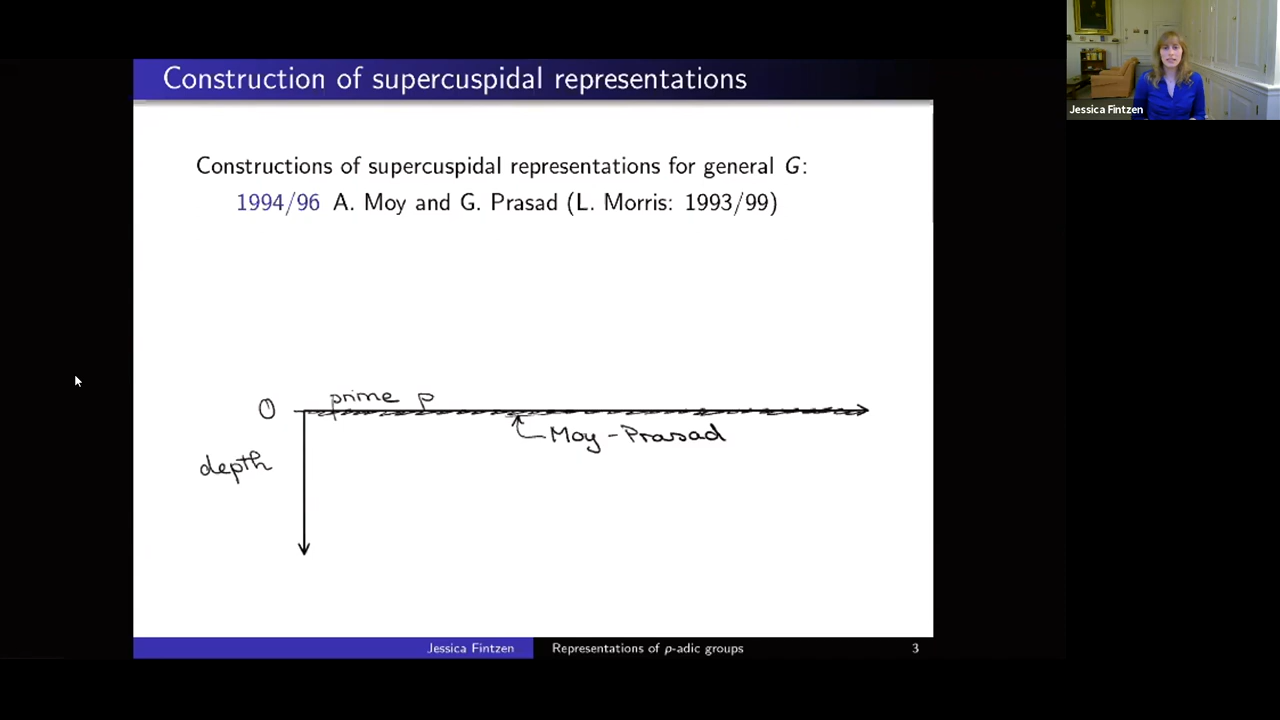 Construction of supercuspidal representations
Jessica Fintzen
Constructions of supercuspidal representations for general G:
1994/96 A. Moy and G. Prasad (L. Morris: 1993/99)
prime p
0
Moy-Prasad
depth
Jessica Fintzen
Representations of p-adic groups
3